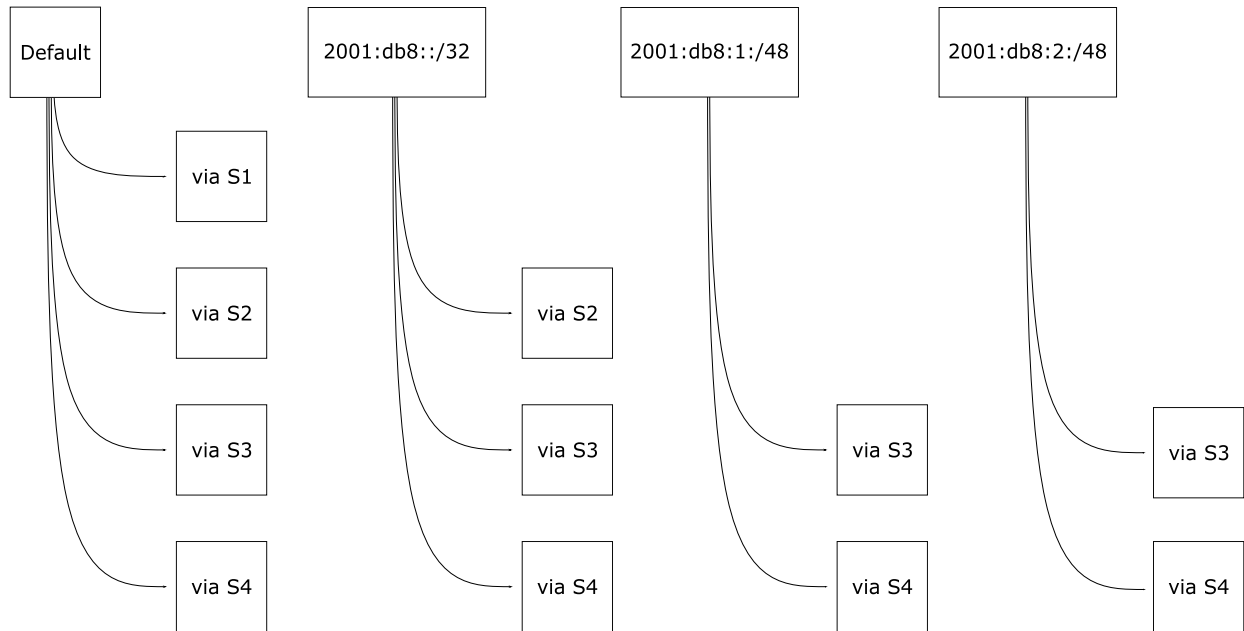 Default
2001:db8::/32
2001:db8:1:/48
2001:db8:2:/48
via S1
via S2
via S2
via S3
via S3
via S3
via S3
via S4
via S4
via S4
via S4